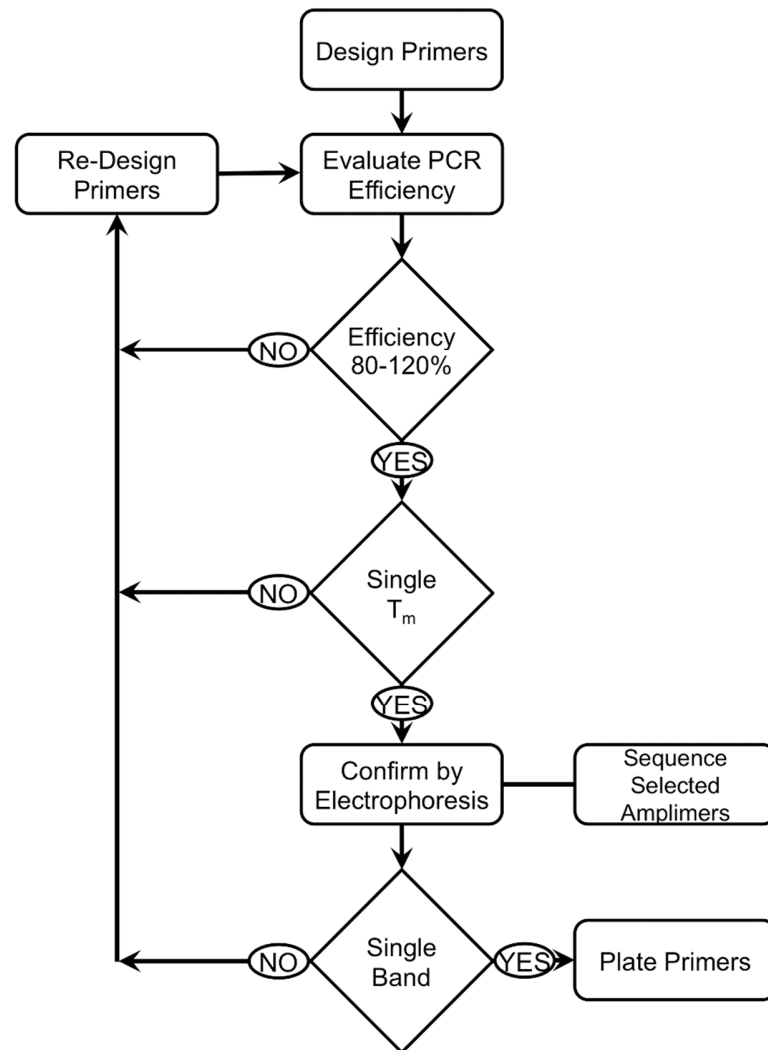 Design Primers
Re-Design
Primers
Evaluate PCR
Efficiency
Efficiency
80-120%
NO
YES
Single
Tm
NO
YES
Confirm by
Electrophoresis
Sequence
Selected
Amplimers
Single
Band
NO
YES
Plate Primers